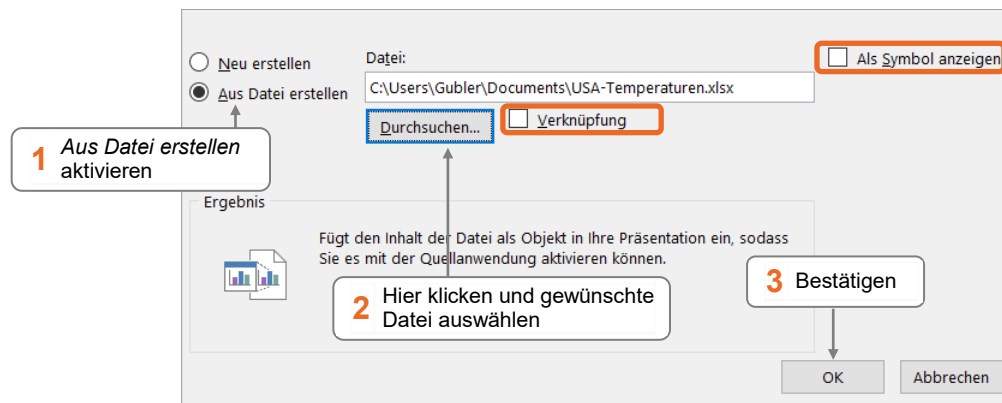 Neu erstellen
Datei:
Als Symbol anzeigen
Aus Datei erstellen
C:\Users\Gubler\Documents\USA-Temperaturen.xlsx
Durchsuchen...
Verknüpfung
1 Aus Datei erstellen
aktivieren
Ergebnis
Fügt den Inhalt der Datei als Objekt in Ihre Präsentation ein, sodass
Sie es mit der Quellanwendung aktivieren können.
2 Hier klicken und gewünschte
Datei auswählen
3 Bestätigen
OK
Abbrechen